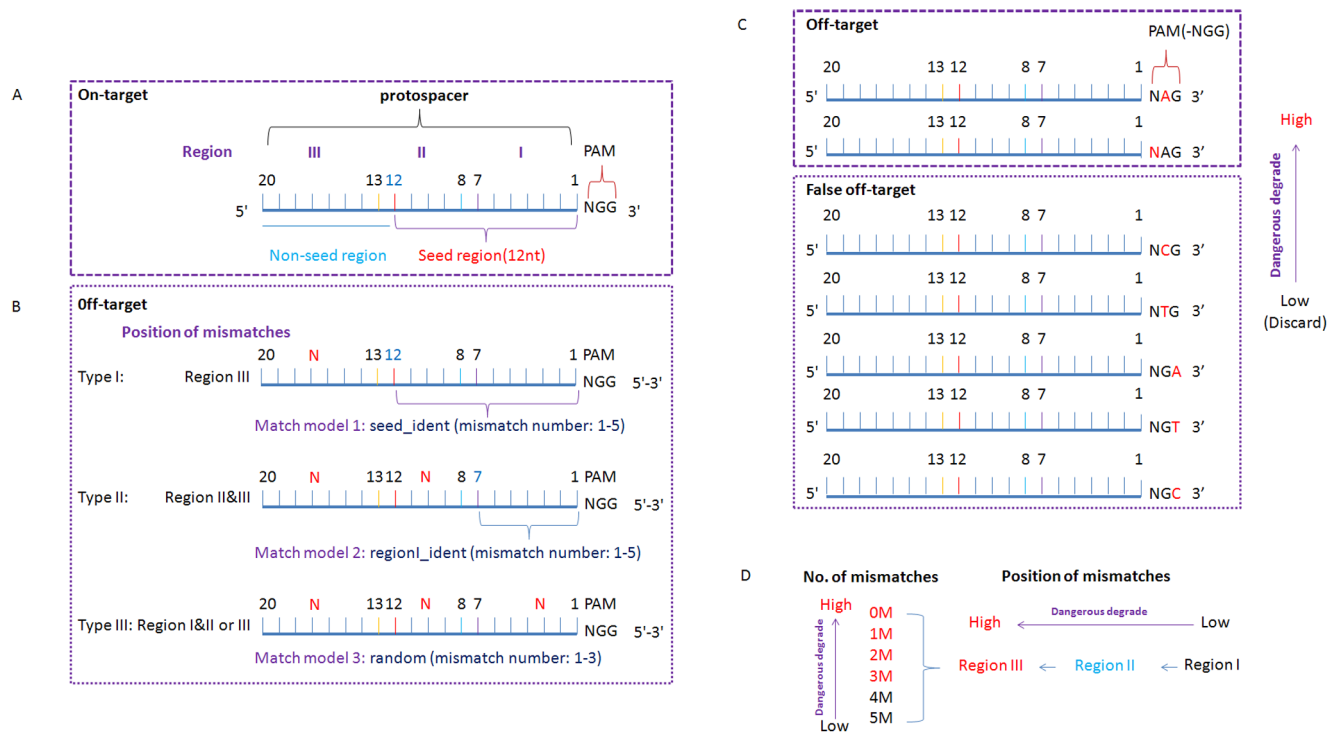 A
On-target
protospacer
Region III II I PAM
20 13 12 8 7 1
5' NGG 3'
Non-seed region Seed region(12nt)
B
0ff-target
Position of mismatches
20 N 13 12 8 7 1 PAM
Type I: Region III NGG 5'-3'
Match model 1: seed_ident (mismatch number: 1-5)
20 N 13 12 N 8 7 1 PAM
Type II: Region II&III NGG 5'-3'
Match model 2: regionI_ident (mismatch number: 1-5)
20 N 13 12 N 8 7 N 1 PAM
Type III: Region I&II or III NGG 5'-3'
Match model 3: random (mismatch number: 1-3)
C
Off-target
PAM(-NGG)
20 13 12 8 7 1
5' NAG 3'
20 13 12 8 7 1
5' NAG 3'
False off-target
20 13 12 8 7 1
5' NCG 3'
20 13 12 8 7 1
5' NTG 3'
20 13 12 8 7 1
5' NGA 3'
20 13 12 8 7 1
5' NGT 3'
20 13 12 8 7 1
5' NGC 3'
High
Dangerous degrade
Low
(Discard)
D
No. of mismatches
High
Dangerous degrade
Low
0M
1M
2M
3M
4M
5M
Position of mismatches
Dangerous degrade
High Low
Region III Region II Region I